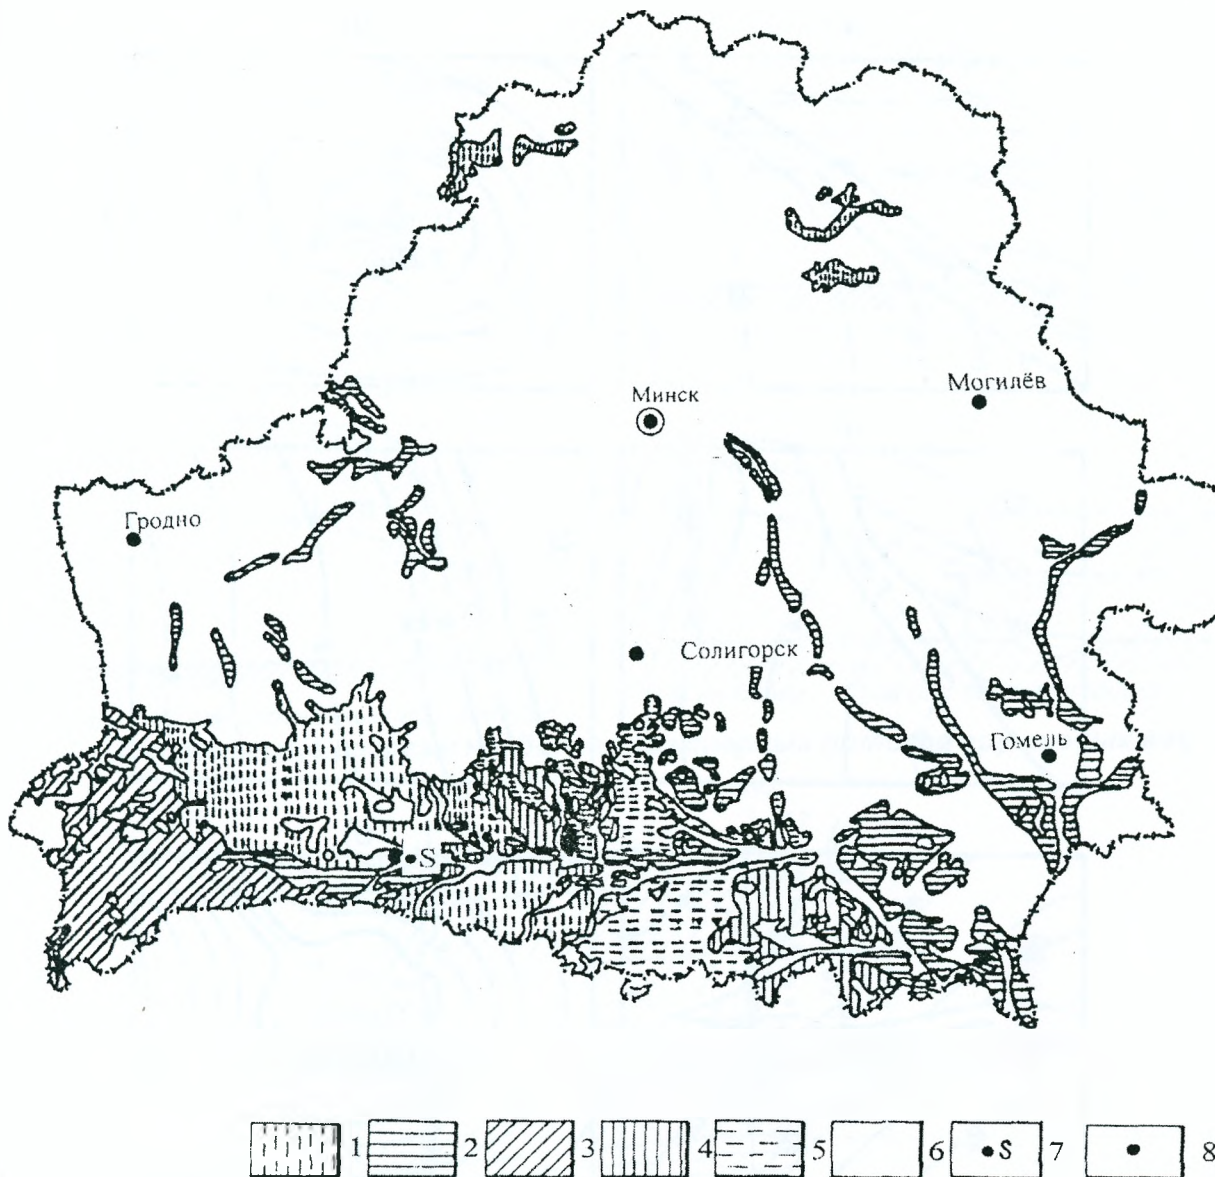 Минск
Могилёв
Гродно
Солигорск
Гомель
S
1 2 3 4 5 6 S 7 8